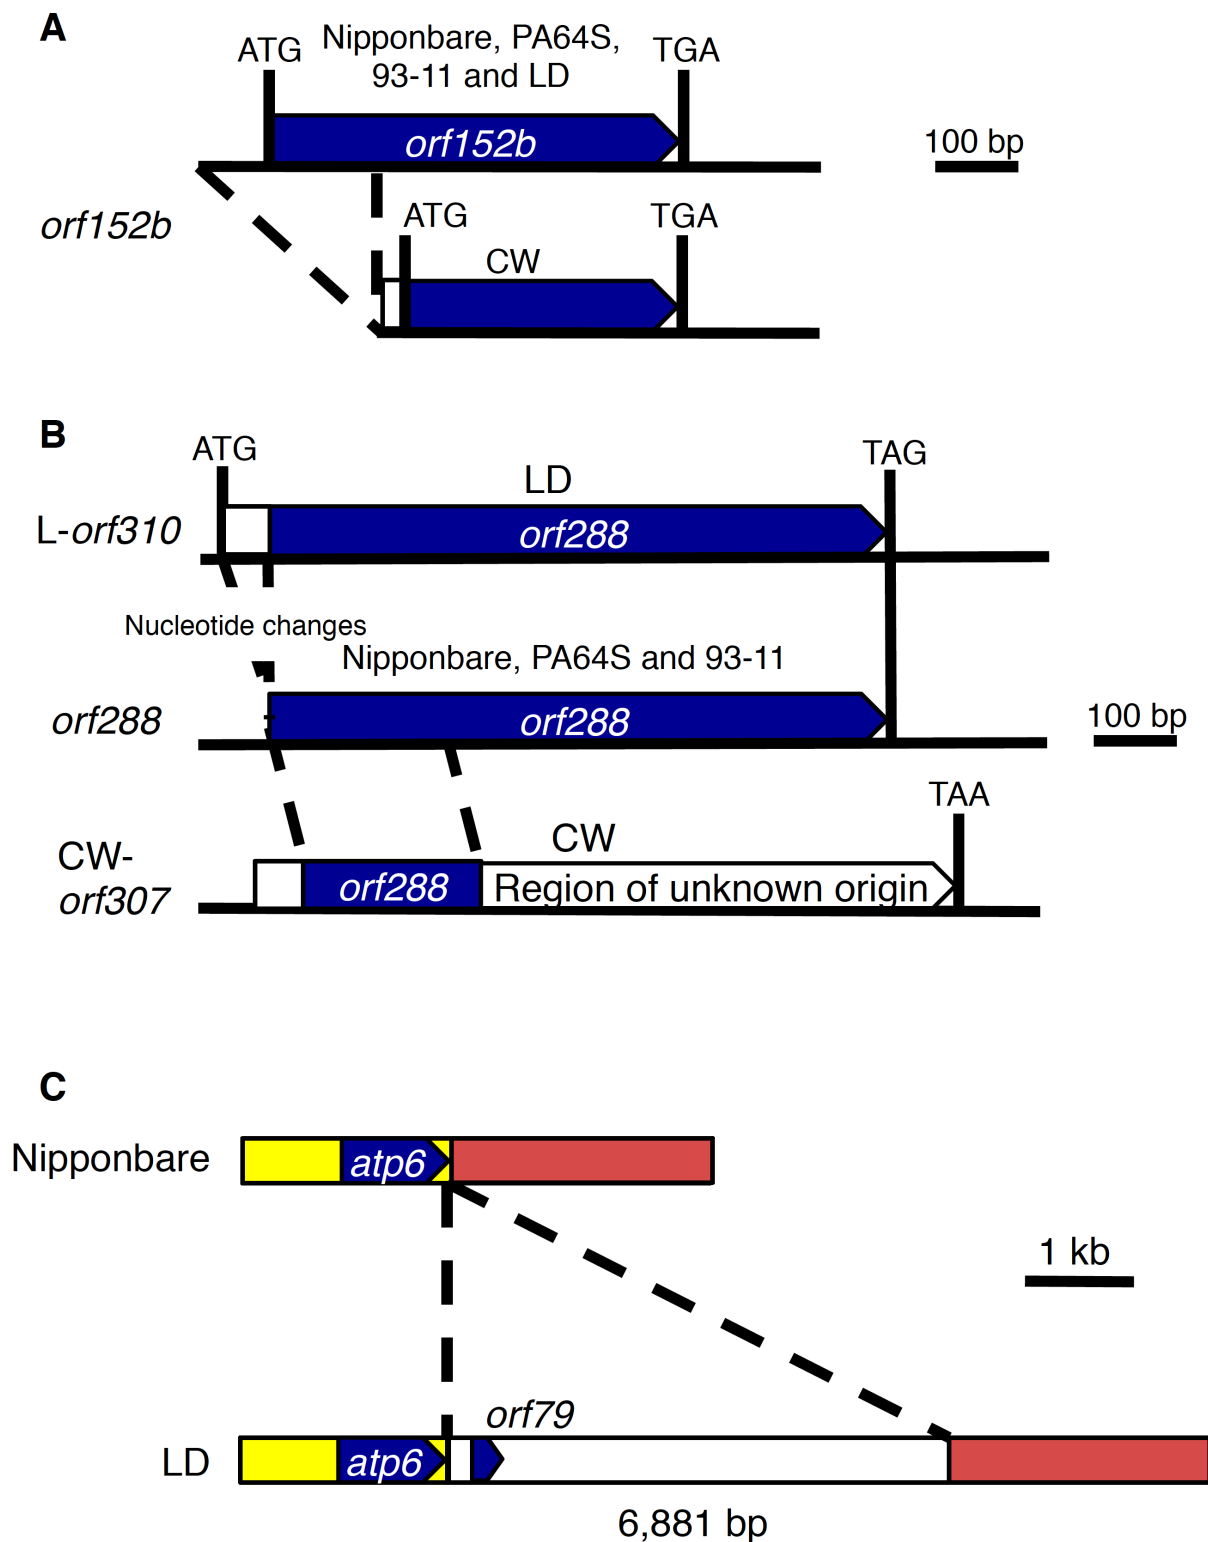 A
ATG
Nipponbare, PA64S,
93-11 and LD
TGA
orf152b
100 bp
orf152b
ATG
TGA
CW
B
ATG
LD
TAG
L-orf310
orf288
Nucleotide changes
Nipponbare, PA64S and 93-11
orf288
orf288
100 bp
TAA
CW
CW-
orf307
orf288
Region of unknown origin
C
Nipponbare
atp6
1 kb
orf79
LD
atp6
6,881 bp